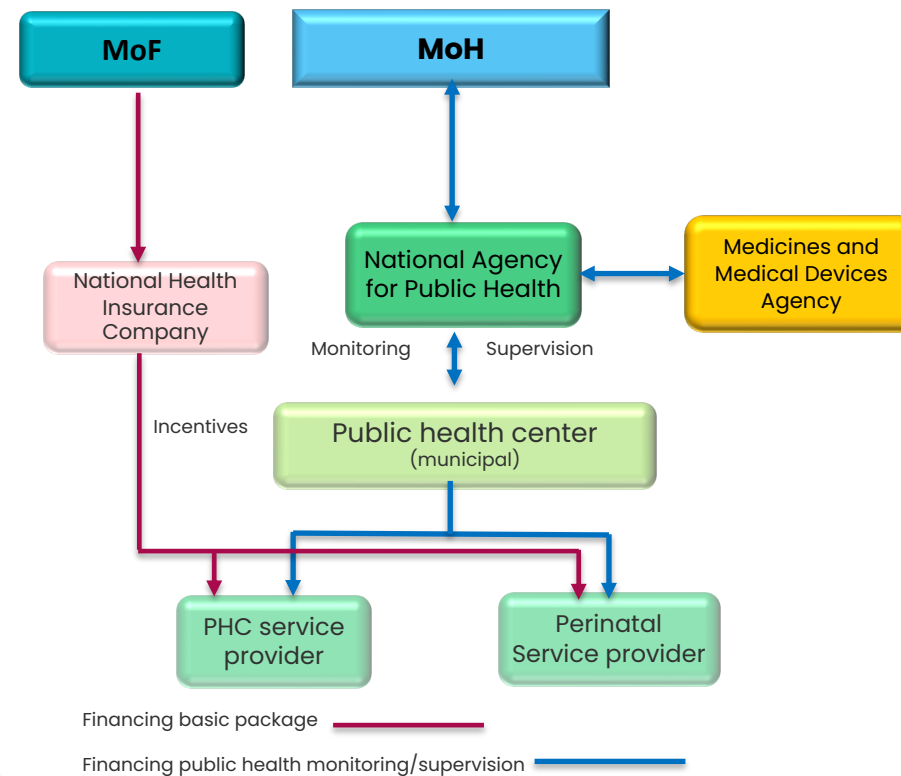 MoF
MoH
National Agency
for Public Health
Medicines and
Medical Devices
Agency
National Health
Insurance
Company
Monitoring
Supervision
Incentives
Public health center
(municipal)
PHC service
provider
Perinatal
Service provider
Financing basic package
Financing public health monitoring/supervision